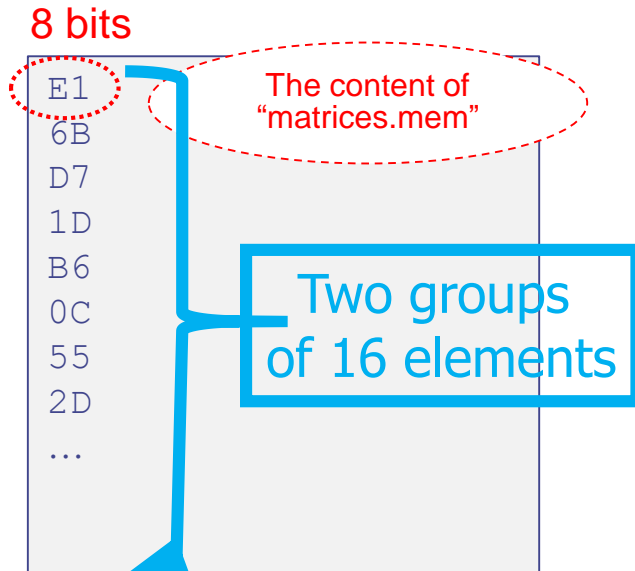 8 bits
E1
The content of
“matrices.mem”
6B
D7
1D
B6
0C
55
2D
...
Two groups
of 16 elements